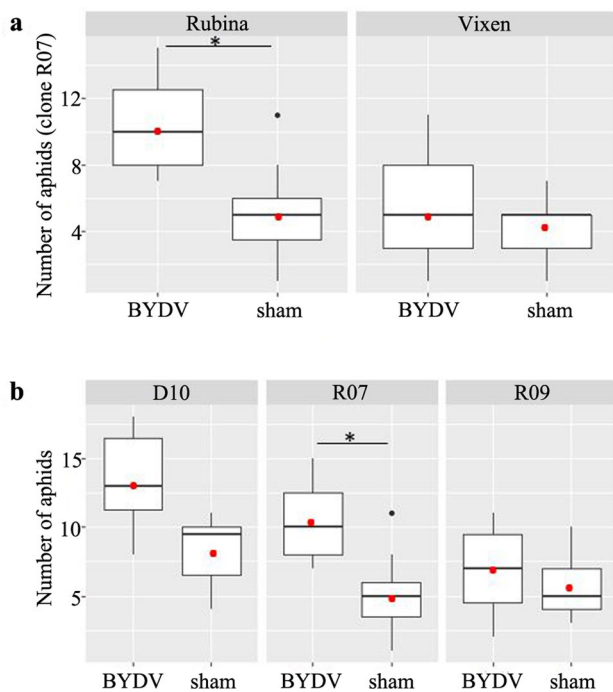 a
Rubina Vixen
*
Number of aphids (clone R07)
12
8
4
BYDV sham BYDV sham
b
D10 R07 R09
*
Number of aphids
15
10
5
BYDV sham BYDV sham BYDV sham